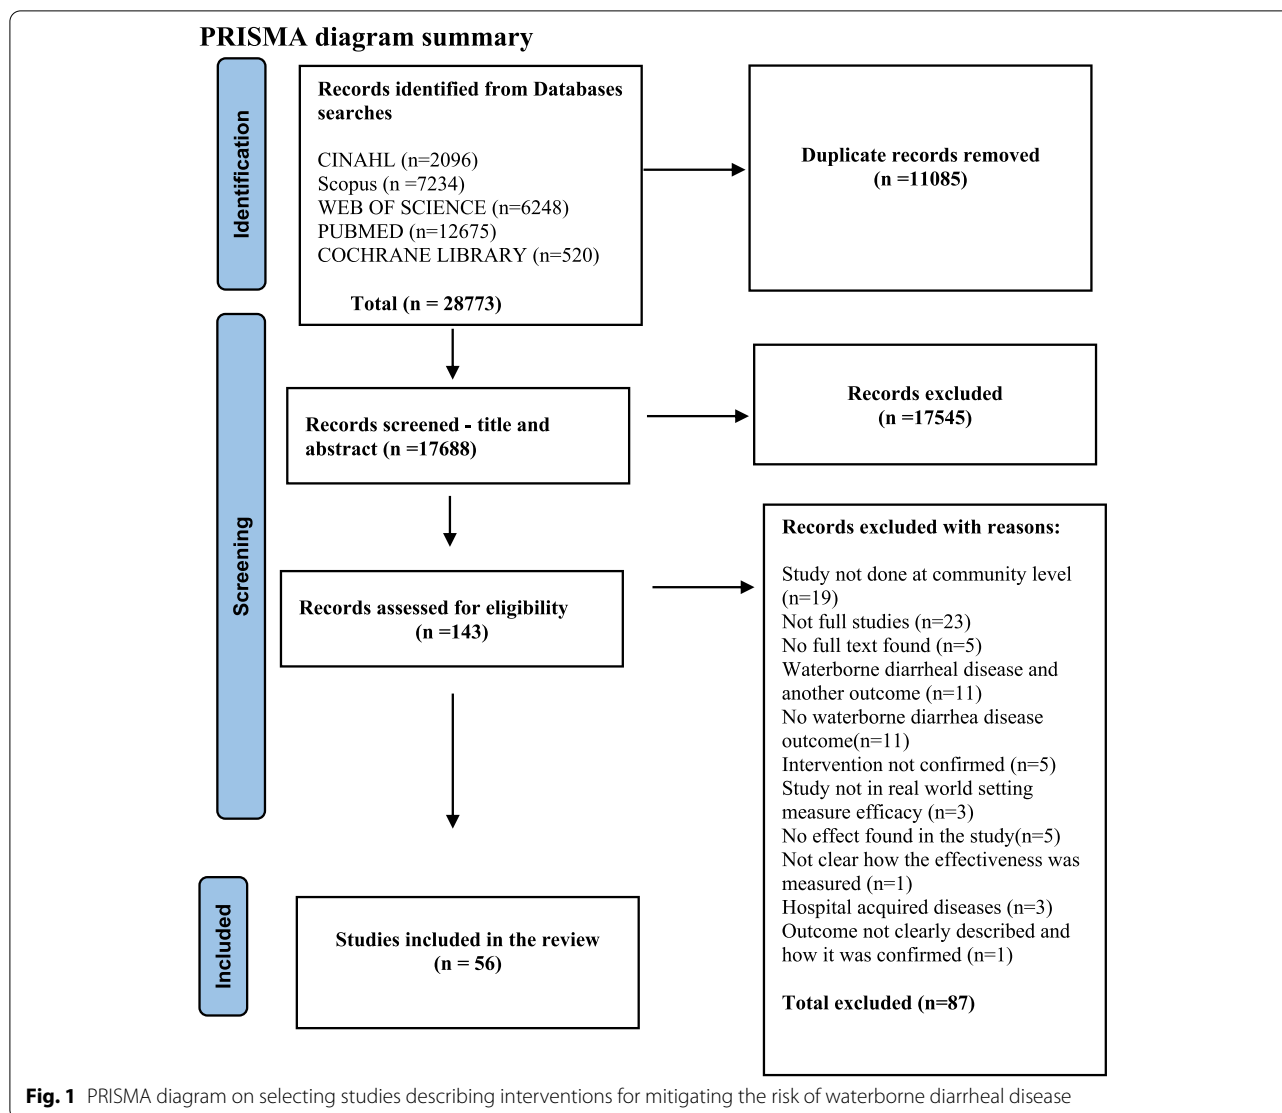 PRISMA diagram summary
Identification
Records identified from Databases
searches
CINAHL (n=2096)
Scopus (n =7234)
WEB OF SCIENCE (n=6248)
PUBMED (n=12675)
COCHRANE LIBRARY (n=520)
Total (n = 28773)
Duplicate records removed
(n =11085)
Screening
Records screened - title and
abstract (n =17688)
Records excluded
(n =17545)
Records assessed for eligibility
(n =143)
Records excluded with reasons:
Study not done at community level
(n=19)
Not full studies (n=23)
No full text found (n=5)
Waterborne diarrheal disease and
another outcome (n=11)
No waterborne diarrhea disease
outcome(n=11)
Intervention not confirmed (n=5)
Study not in real world setting
measure efficacy (n=3)
No effect found in the study(n=5)
Not clear how the effectiveness was
measured (n=1)
Hospital acquired diseases (n=3)
Outcome not clearly described and
how it was confirmed (n=1)
Total excluded (n=87)
Included
Studies included in the review
(n = 56)
Fig. 1 PRISMA diagram on selecting studies describing interventions for mitigating the risk of waterborne diarrheal disease